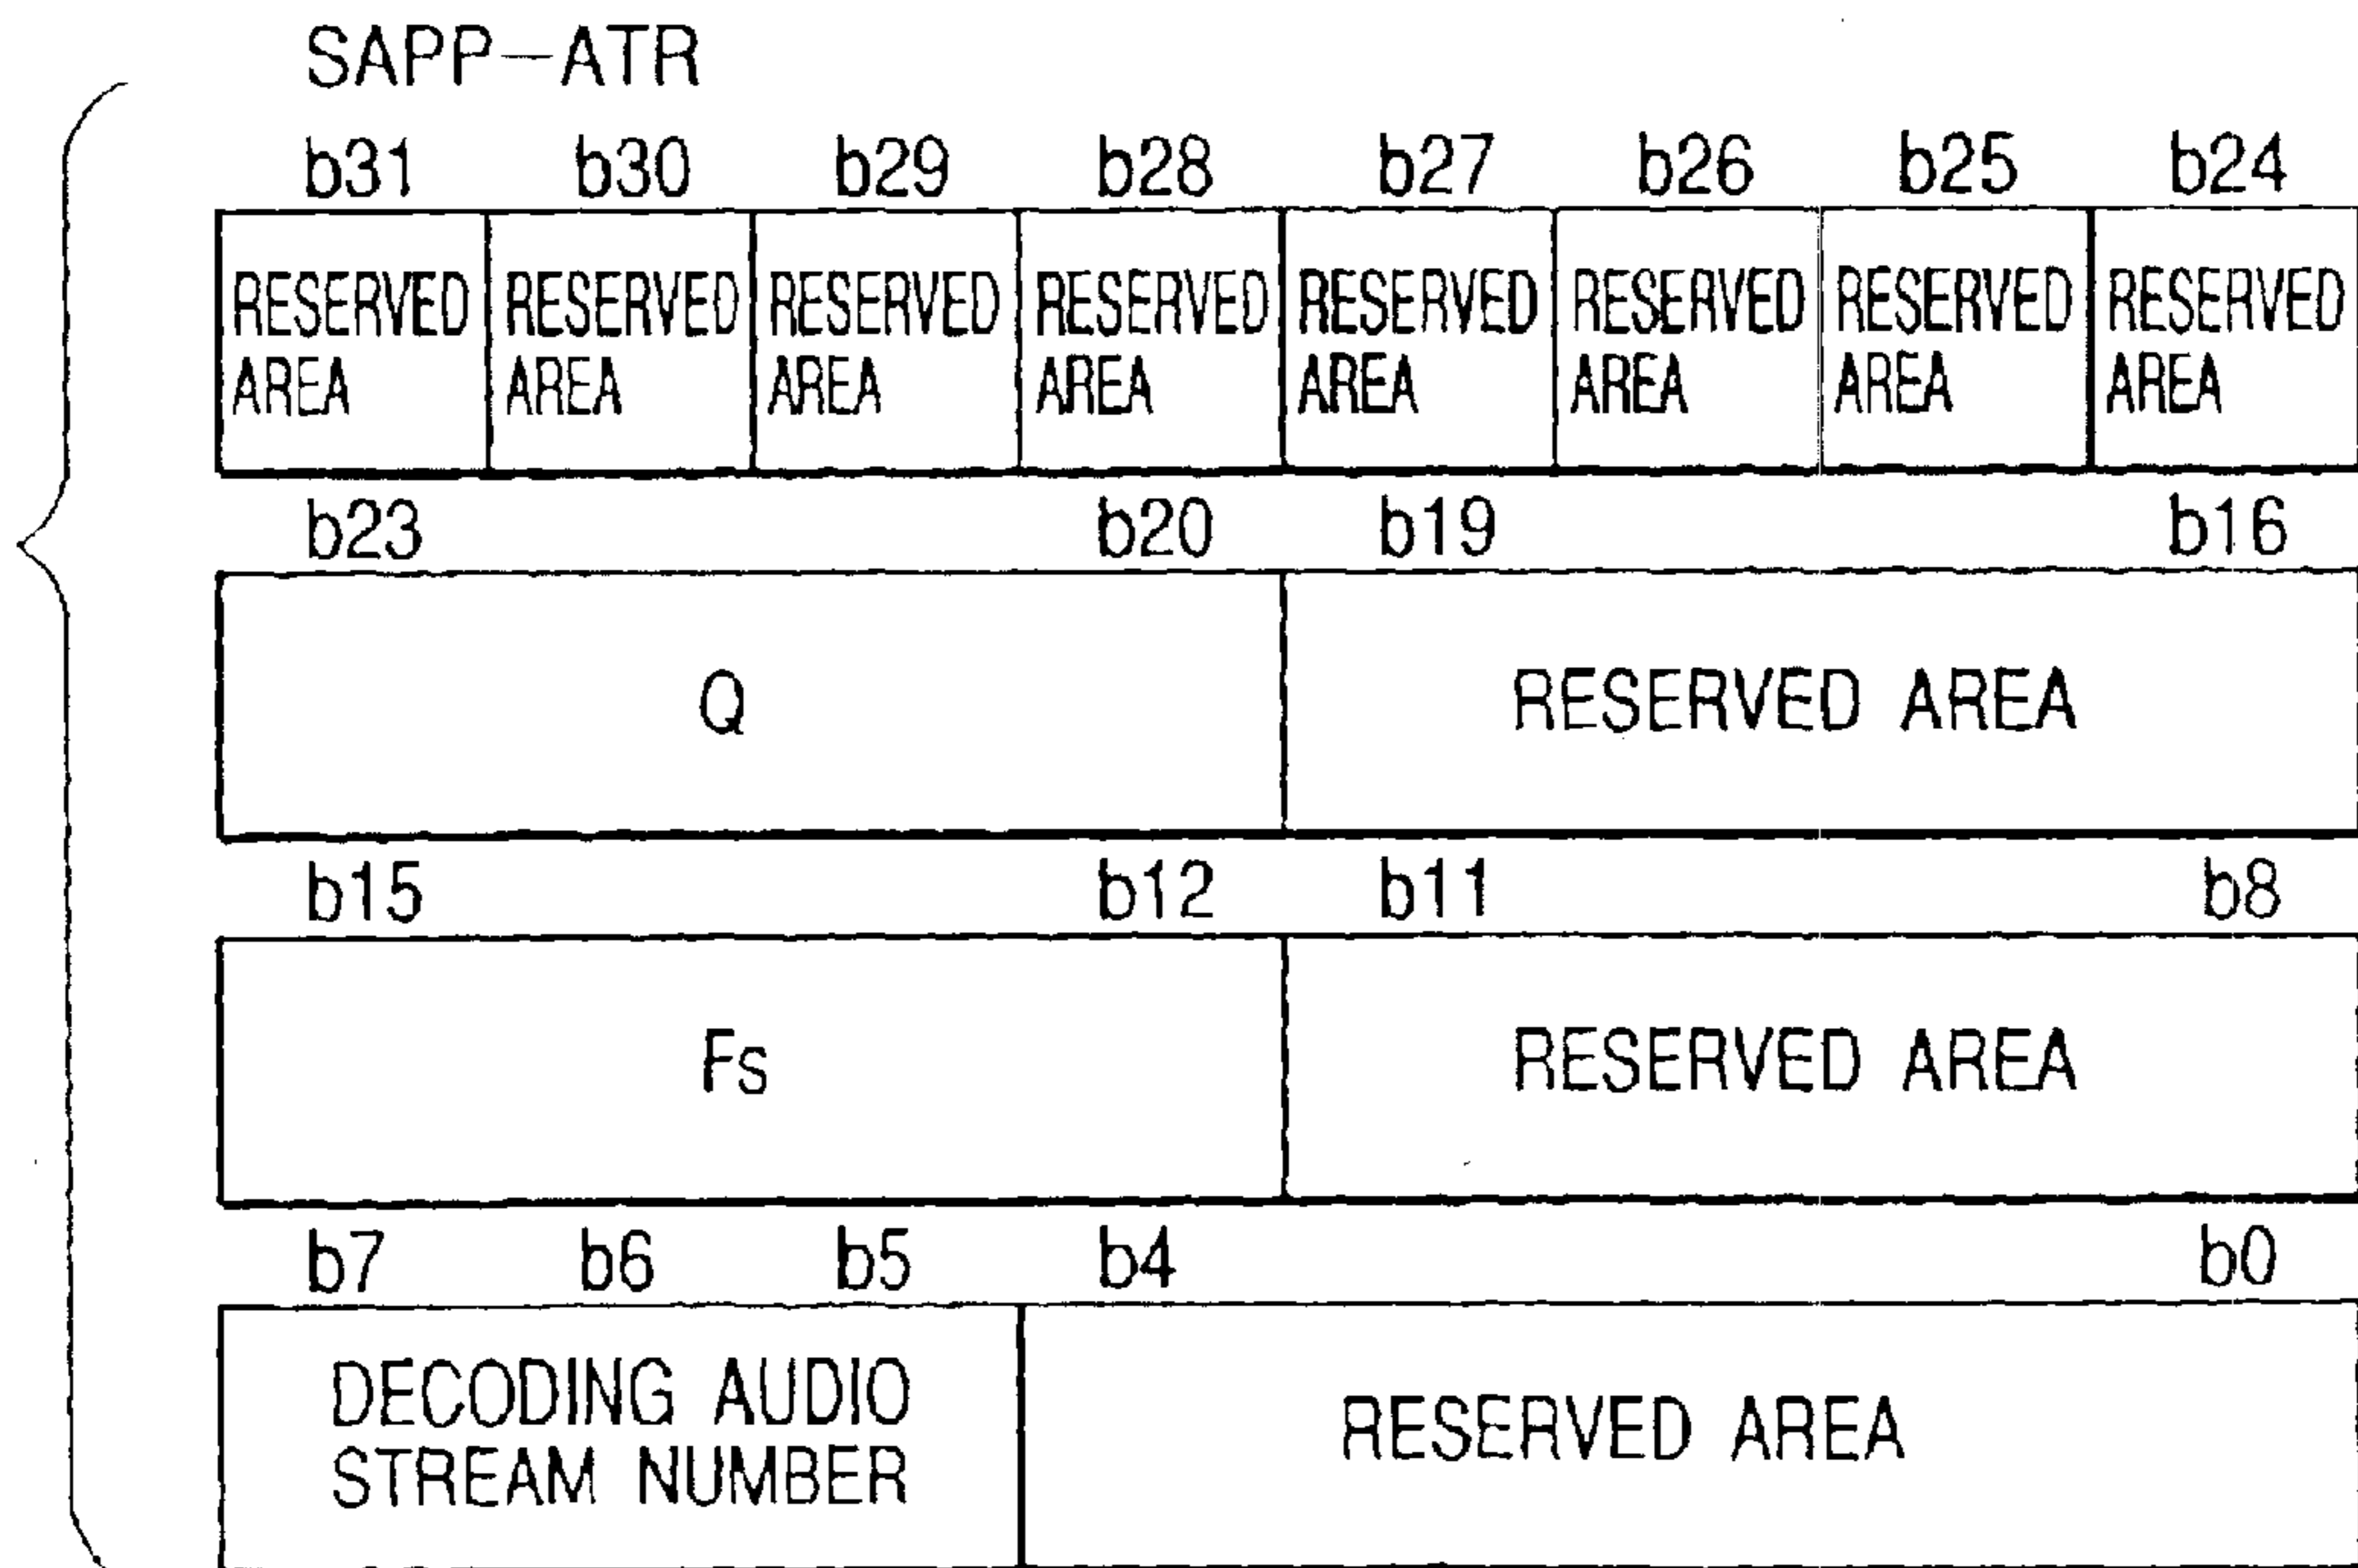 SAPP-ATR
b31 b30 b29 b28 b27 b26 b25 b24
RESERVED RESERVED RESERVED RESERVED RESERVED RESERVED RESERVED RESERVED
AREA AREA AREA AREA AREA AREA AREA AREA
b23 b20 b19 b16
Q RESERVED AREA
b15 b12 b11 b8
Fs RESERVED AREA
b7 b6 b5 b4 b0
DECODING AUDIO
STREAM NUMBER
RESERVED AREA